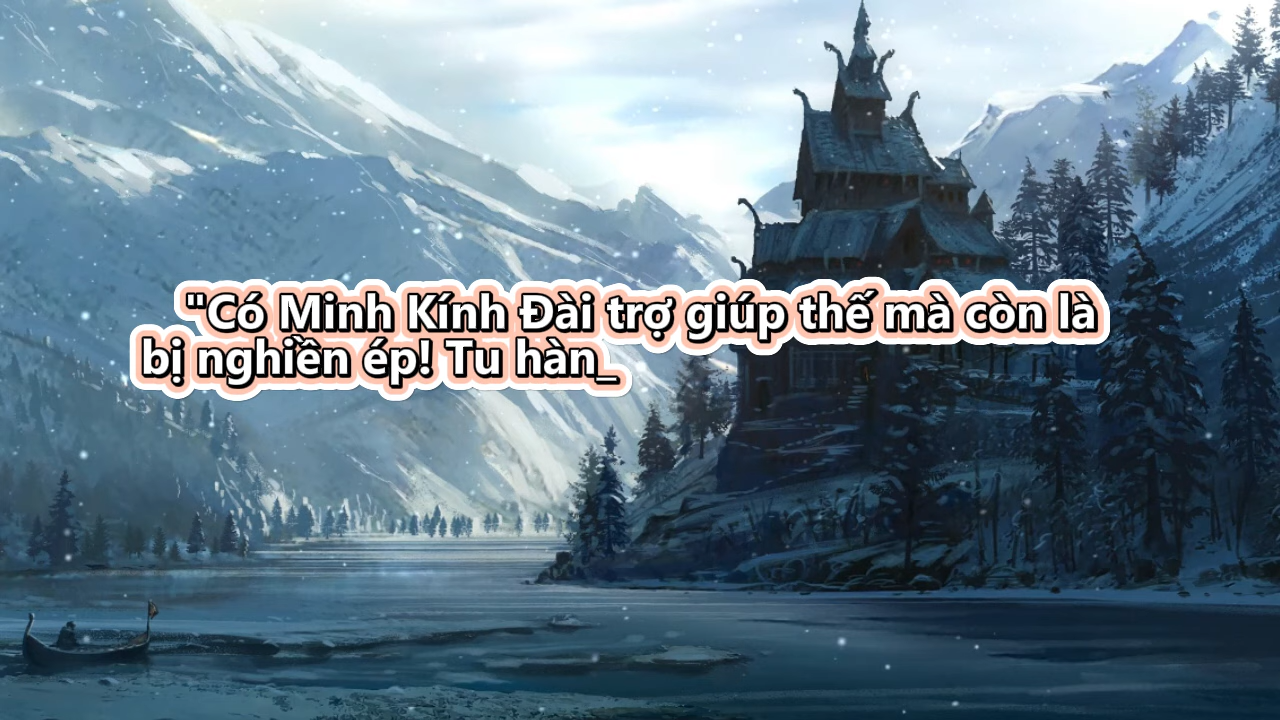 "Có Minh Kính Đài trợ giúp thế mà còn là
bị nghiền ép! Tu hàn_